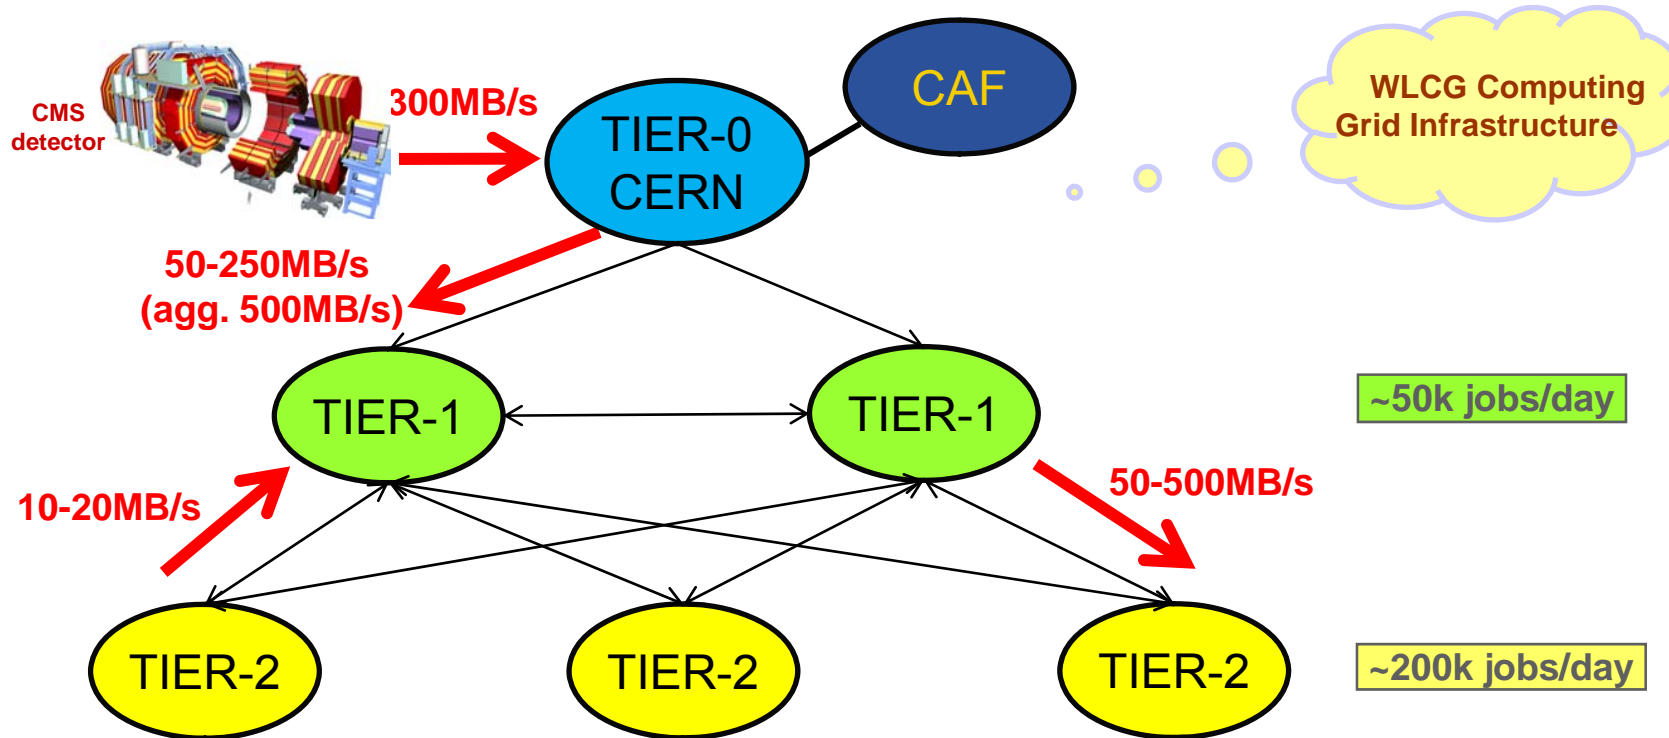 CMS
detector
300MB/s
TIER-0
CERN
CAF
WLCG Computing
Grid Infrastructure
50-250MB/s
(agg. 500MB/s)
TIER-1
TIER-1
~50k jobs/day
10-20MB/s
50-500MB/s
TIER-2
TIER-2
TIER-2
~200k jobs/day